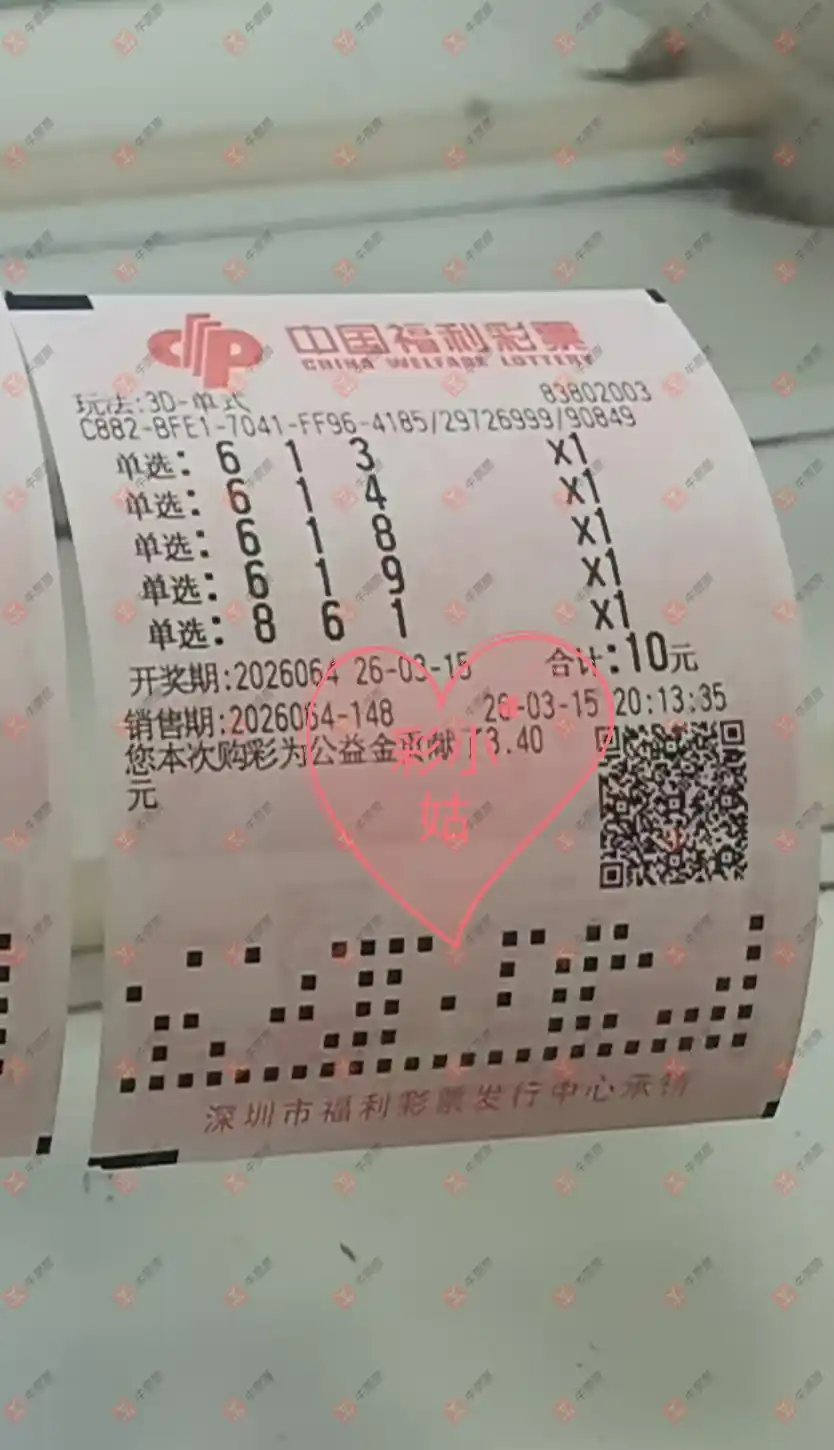 中国福利彩票
CHINA WELFARE LOTTERY
玩法:3D-单式 83802003
C882-BFE1-7041-FF96-4185/29726999/90849
单选: 6 1 3 X1
单选: 6 1 4 X1
单选: 6 1 8 X1
单选: 6 1 9 X1
单选: 8 6 1 X1
开奖期:2026064 26-03-15 合计:10元
销售期:2026064-148 26-03-15 20:13:35
您本次购彩为公益金贡献了3.40
元
彩小
姑
深圳市福利彩票发行中心承销